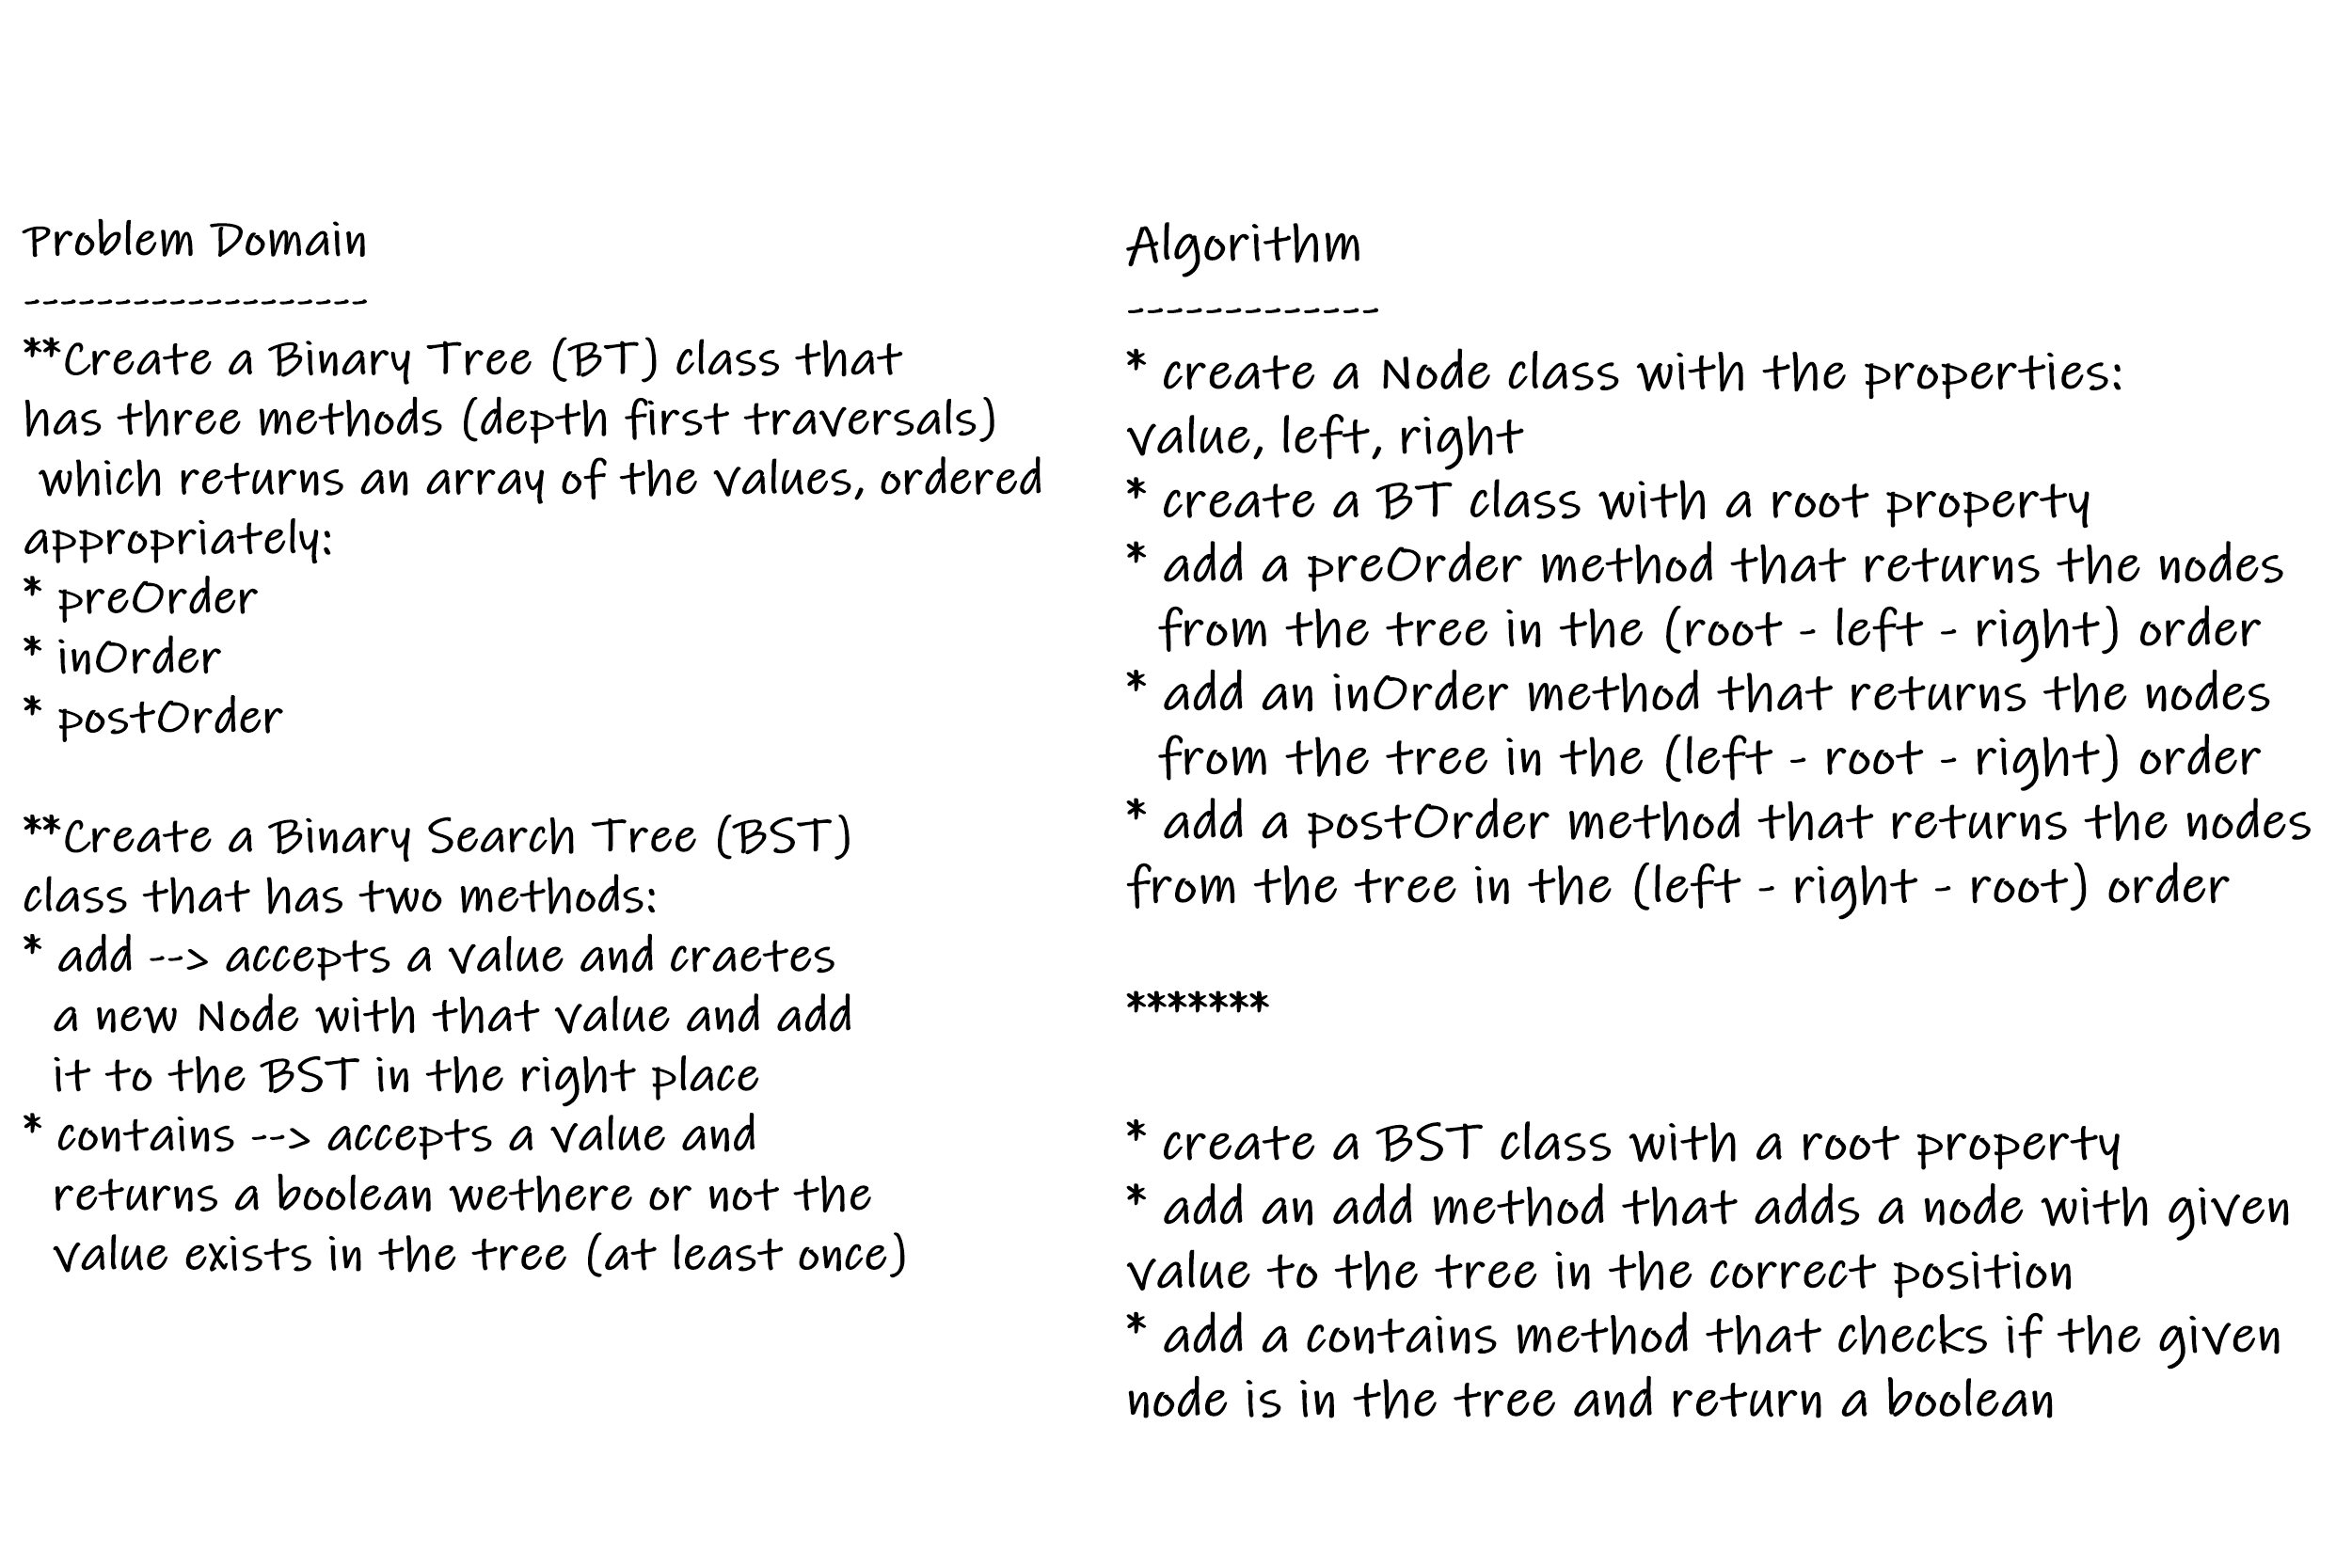 Problem Domain
-------------------
**Create a Binary Tree (BT) class that
has three methods (depth first traversals)
which returns an array of the values, ordered
appropriately:
* preOrder
* inOrder
* postOrder
**Create a Binary Search Tree (BST)
class that has two methods:
* add --> accepts a value and craetes
a new Node with that value and add
it to the BST in the right place
* contains --> accepts a value and
returns a boolean wethere or not the
value exists in the tree (at least once)
Algorithm
-------------
* create a Node class with the properties:
value, left, right
* create a BT class with a root property
* add a preOrder method that returns the nodes
from the tree in the (root - left - right) order
* add an inOrder method that returns the nodes
from the tree in the (left - root - right) order
* add a postOrder method that returns the nodes
from the tree in the (left - right - root) order
*******
* create a BST class with a root property
* add an add method that adds a node with given
value to the tree in the correct position
* add a contains method that checks if the given
node is in the tree and return a boolean